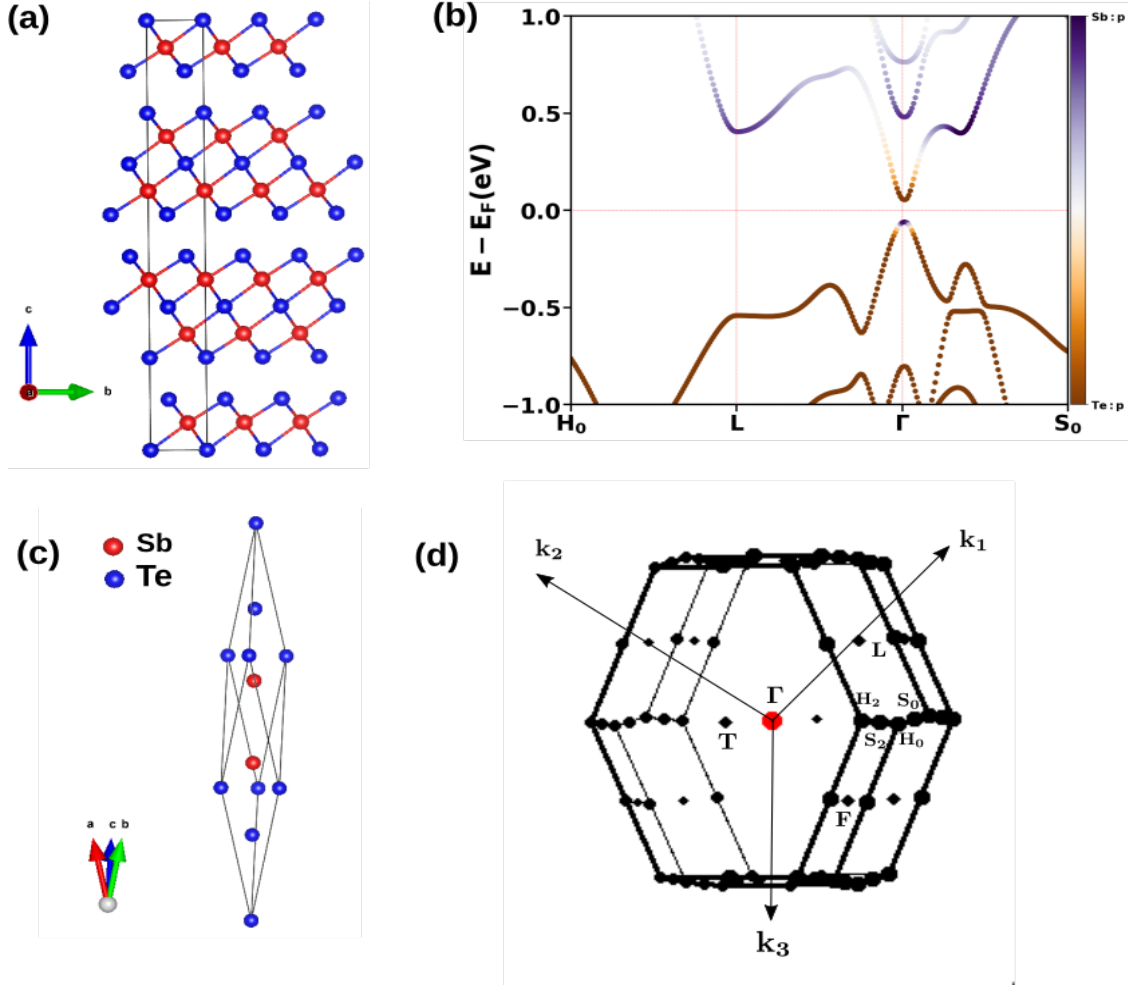 (a)
c
a
b
(b)
E − E_F(eV)
1.0
0.5
0.0
−0.5
−1.0
H₀
L
Γ
S₀
Sb:p
Te:p
(c)
Sb
Te
a
c
b
(d)
k₂
k₁
Γ
L
H₂
S₀
T
S₂
H₀
F
k₃